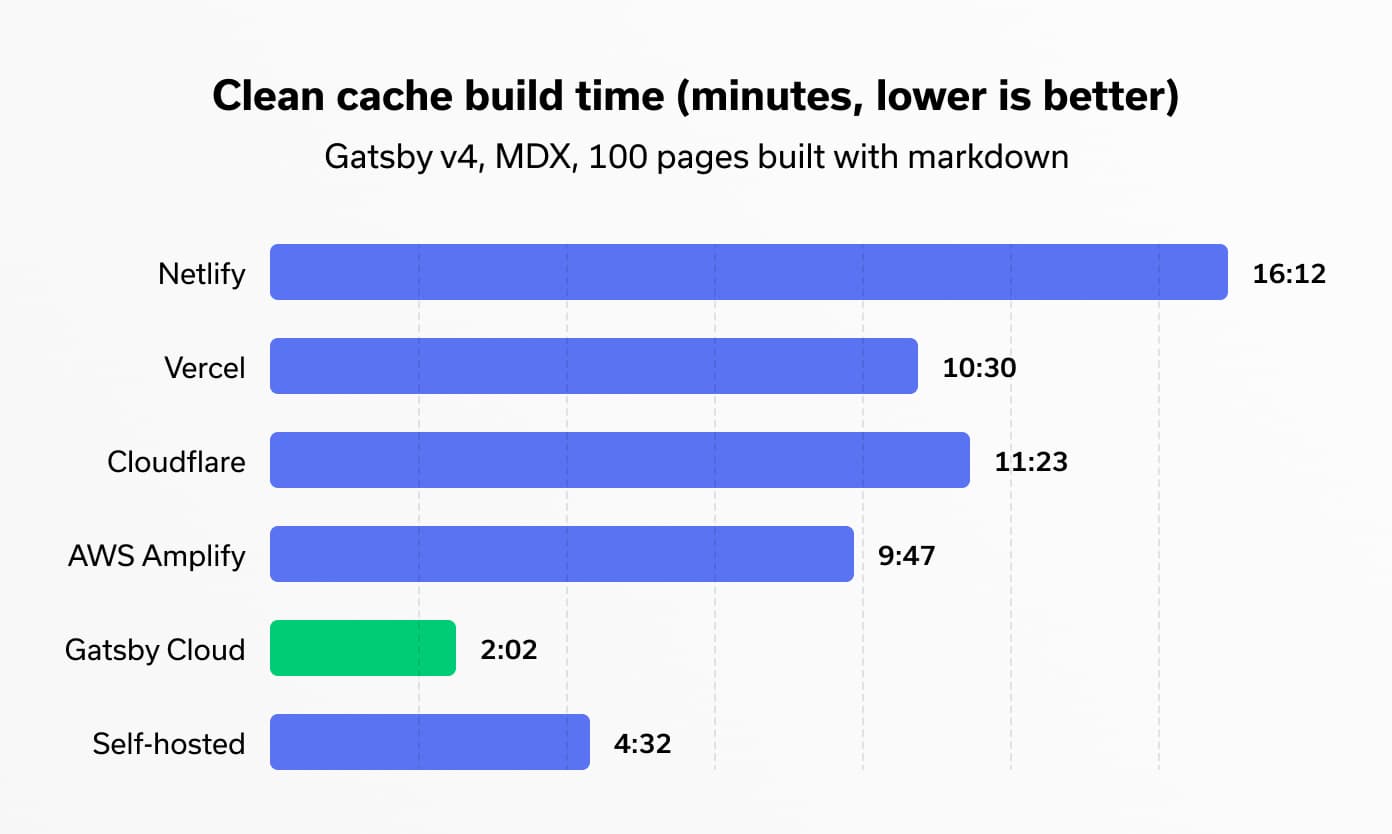 Clean cache build time (minutes, lower is better)
Gatsby v4, MDX, 100 pages built with markdown
Netlify 16:12
Vercel 10:30
Cloudflare 11:23
AWS Amplify 9:47
Gatsby Cloud 2:02
Self-hosted 4:32